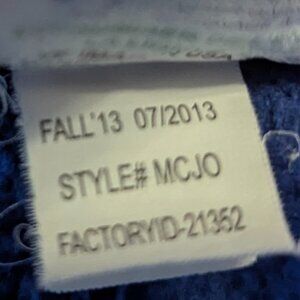 FALL'13 07/2013
STYLE# MCJO
FACTORYID-21352